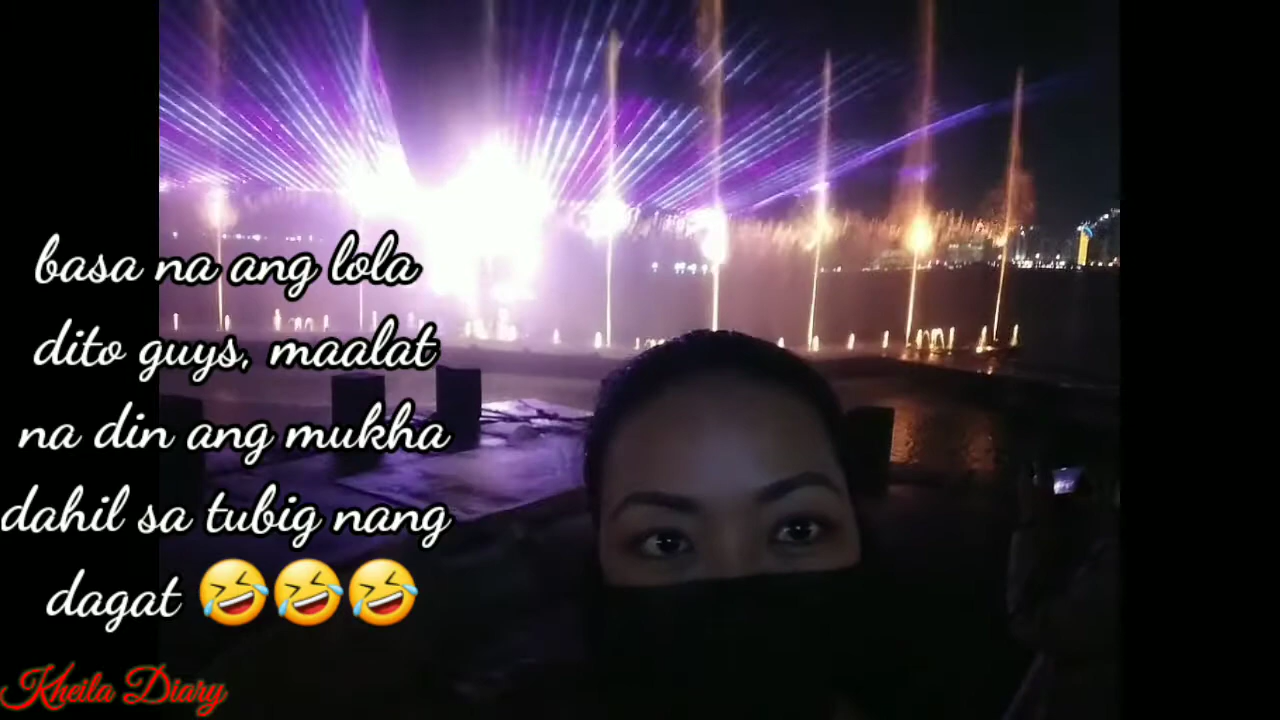 basa na ang lola
dito guys, maalat
na din ang mukha
dahil sa tubig nang
dagat 🤣🤣🤣
Kheila Diary